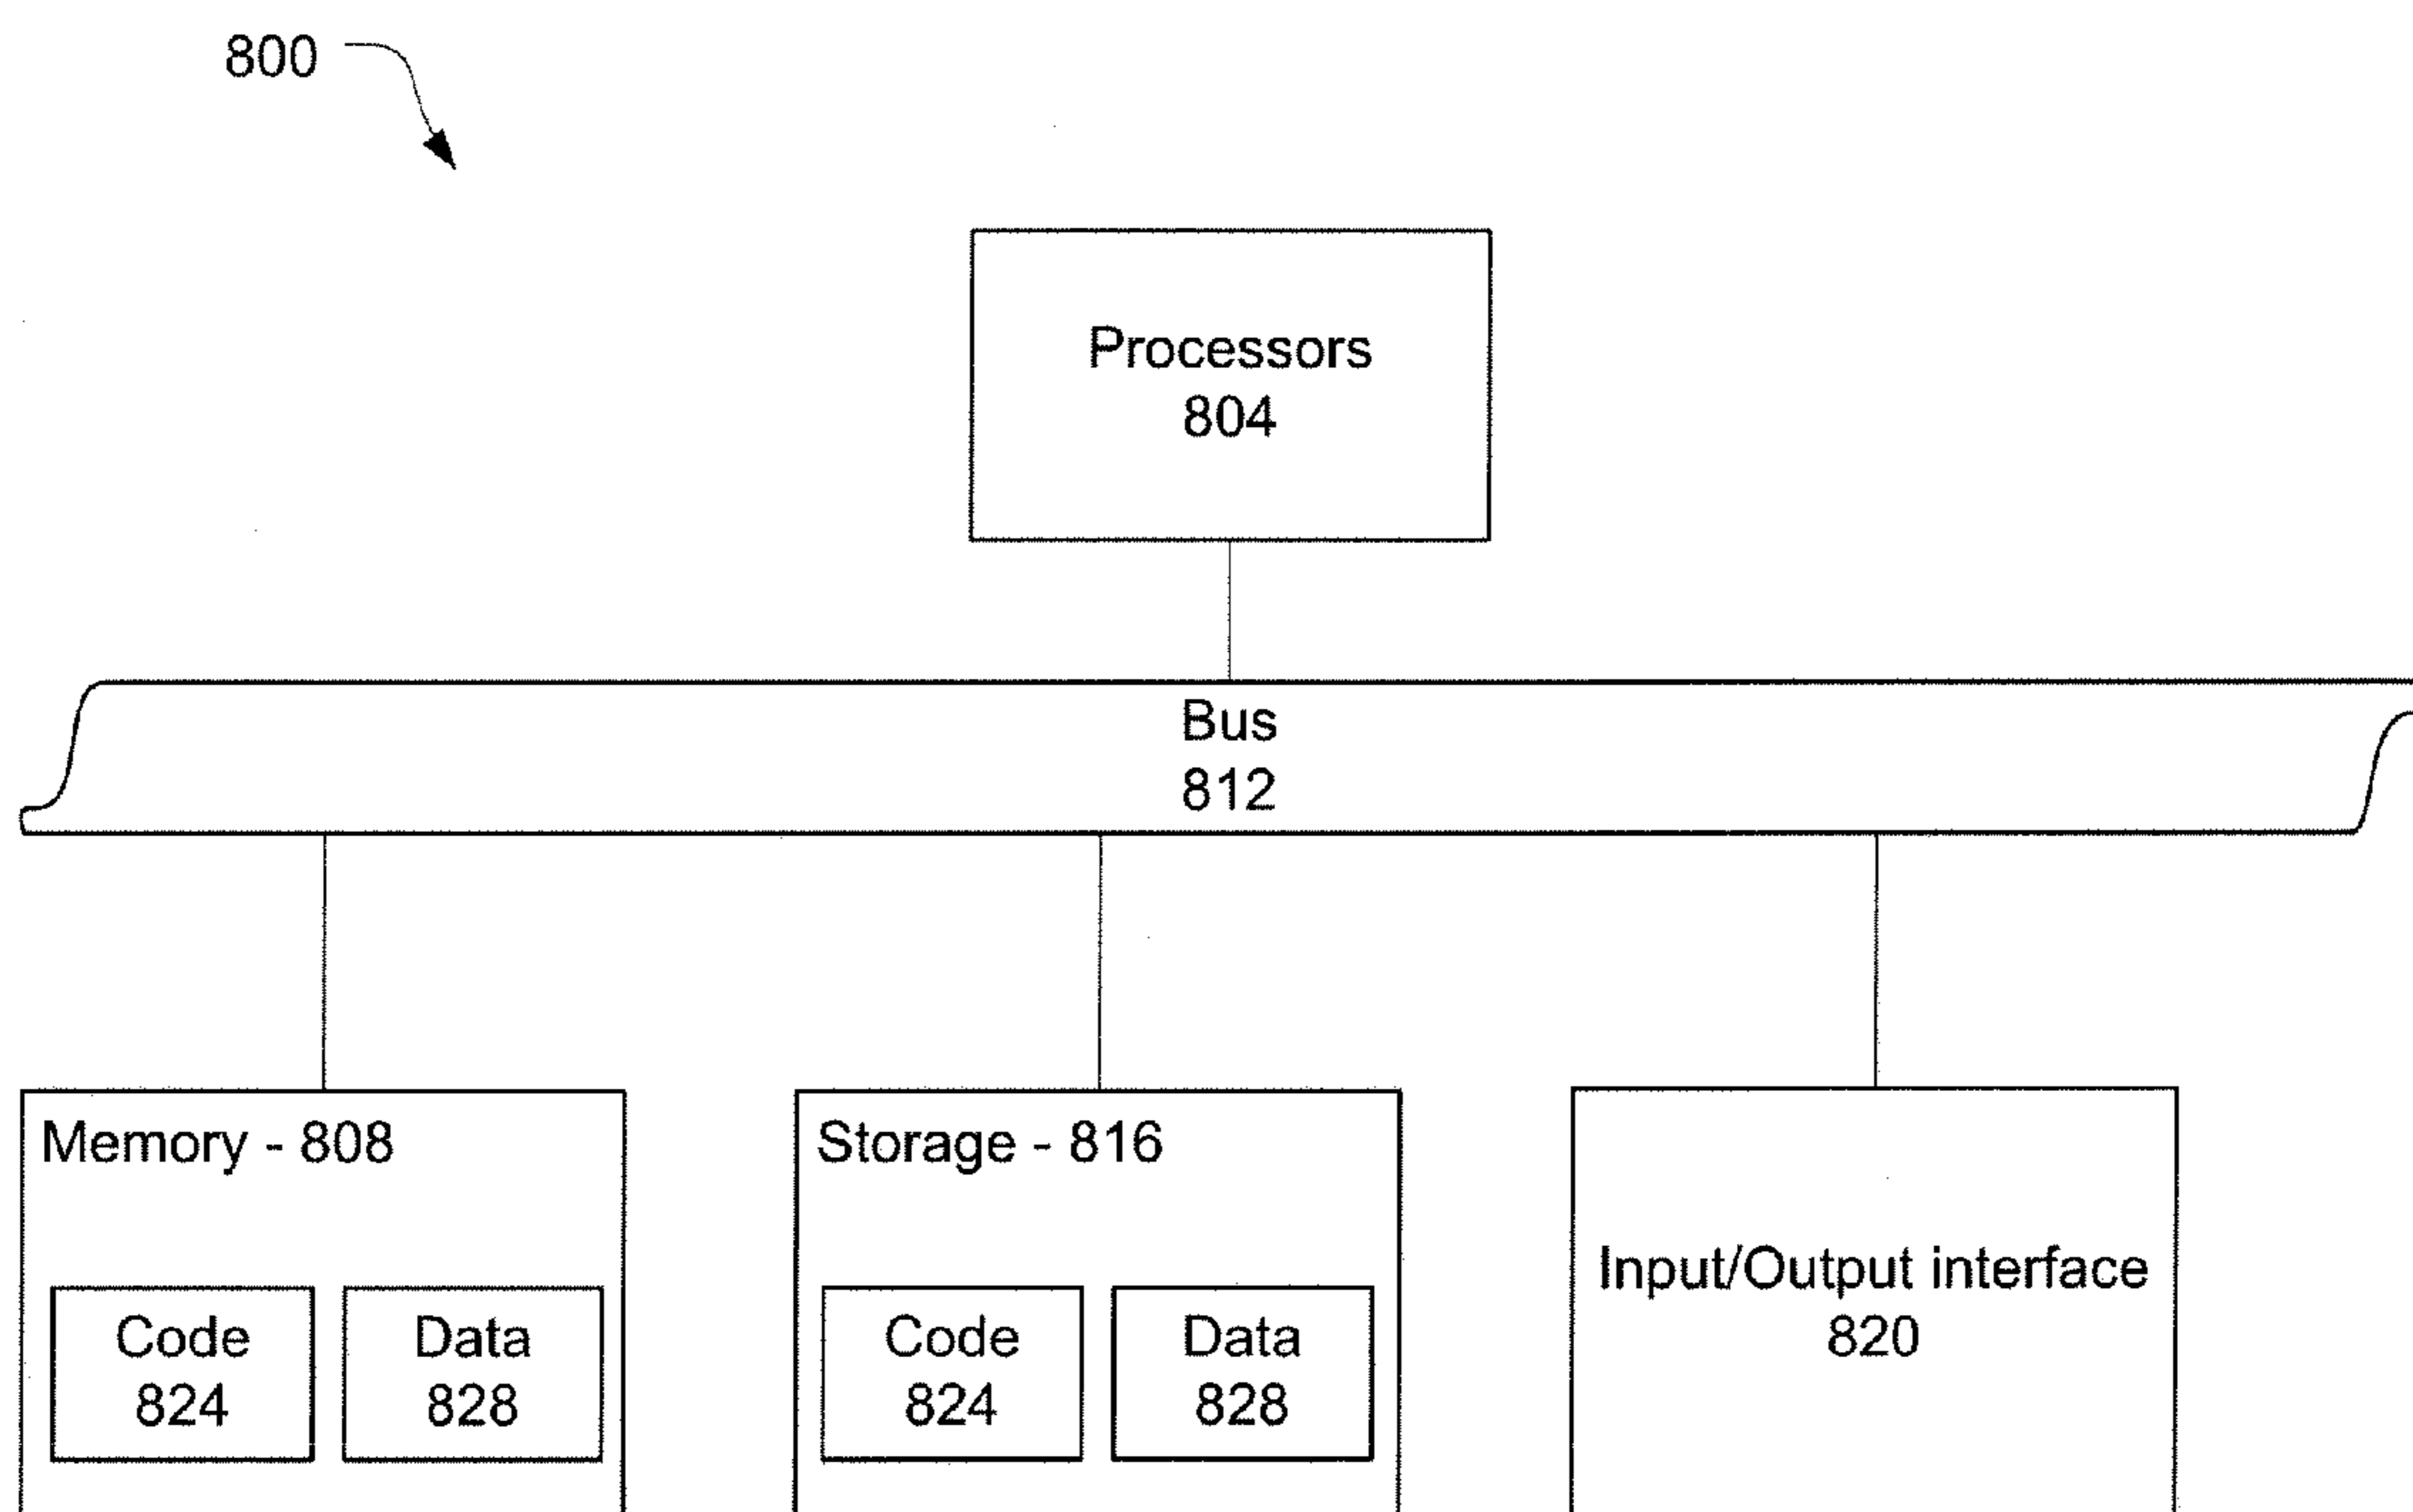 800
Processors
804
Bus
812
Memory - 808
Code
824
Data
828
Storage - 816
Code
824
Data
828
Input/Output interface
820